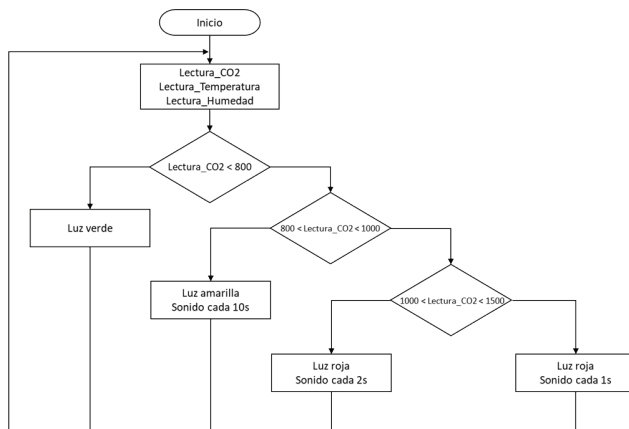 Inicio
Lectura_CO2
Lectura_Temperatura
Lectura_Humedad
Lectura_CO2 < 800
Luz verde
800 < Lectura_CO2 < 1000
Luz amarilla
Sonido cada 10s
1000 < Lectura_CO2 < 1500
Luz roja
Sonido cada 2s
Luz roja
Sonido cada 1s